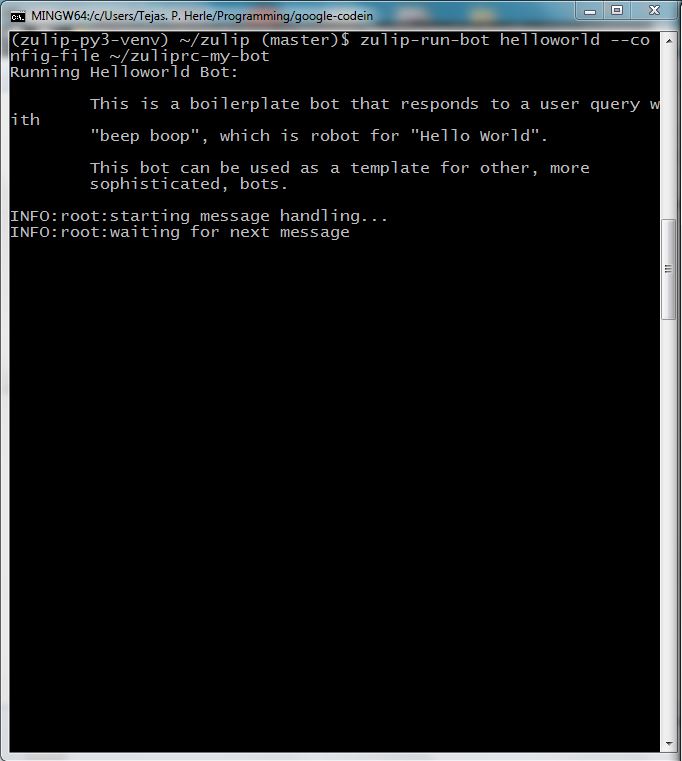 MINGW64:/c/Users/Tejas. P. Herle/Programming/google-codein
(zulip-py3-venv) ~/zulip (master)$ zulip-run-bot helloworld --co
nfig-file ~/zuliprc-my-bot
Running Helloworld Bot:
This is a boilerplate bot that responds to a user query w
ith
"beep boop", which is robot for "Hello World".
This bot can be used as a template for other, more
sophisticated, bots.
INFO:root:starting message handling...
INFO:root:waiting for next message